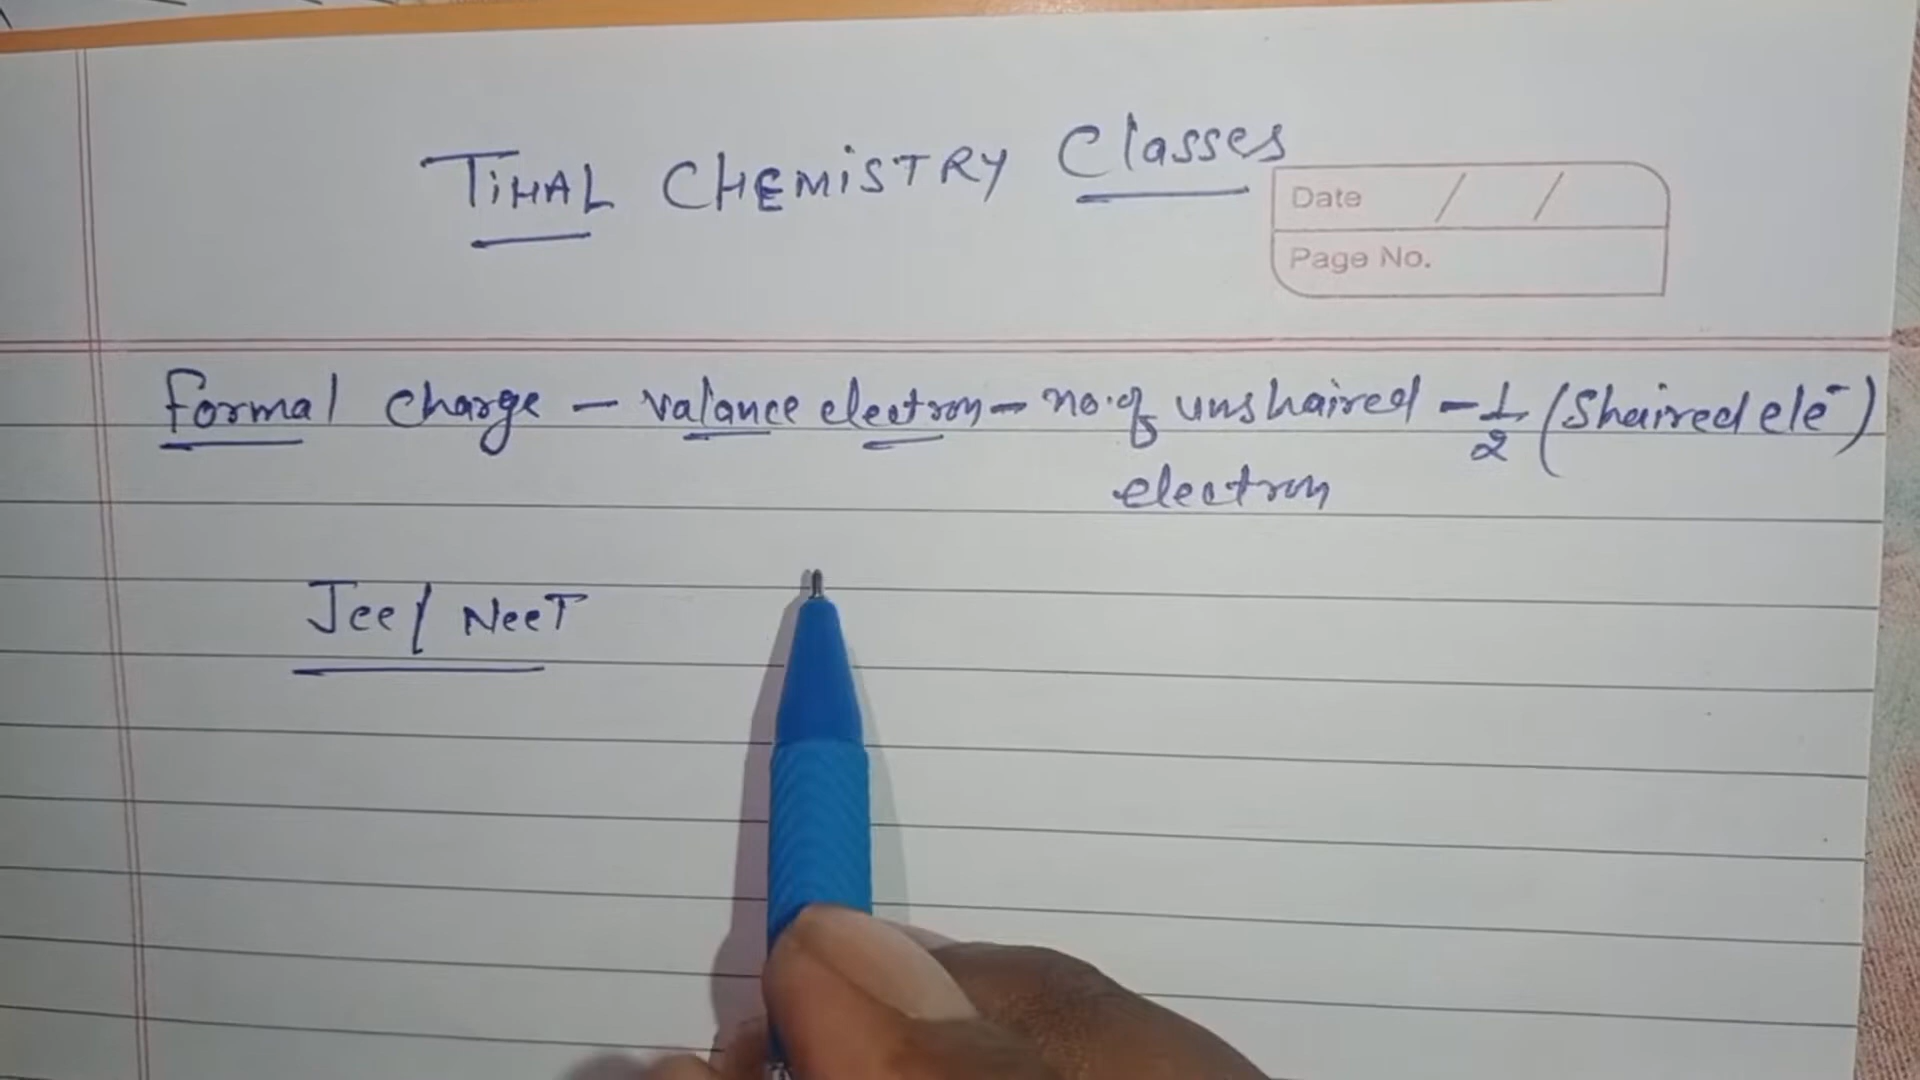 TiHAL CHEMiSTRY Classes
Date / /
Page No.
Formal charge - valance electron - no.of unshaired - 1/2 (Shaired ele-)
electron
Jee/ NeeT